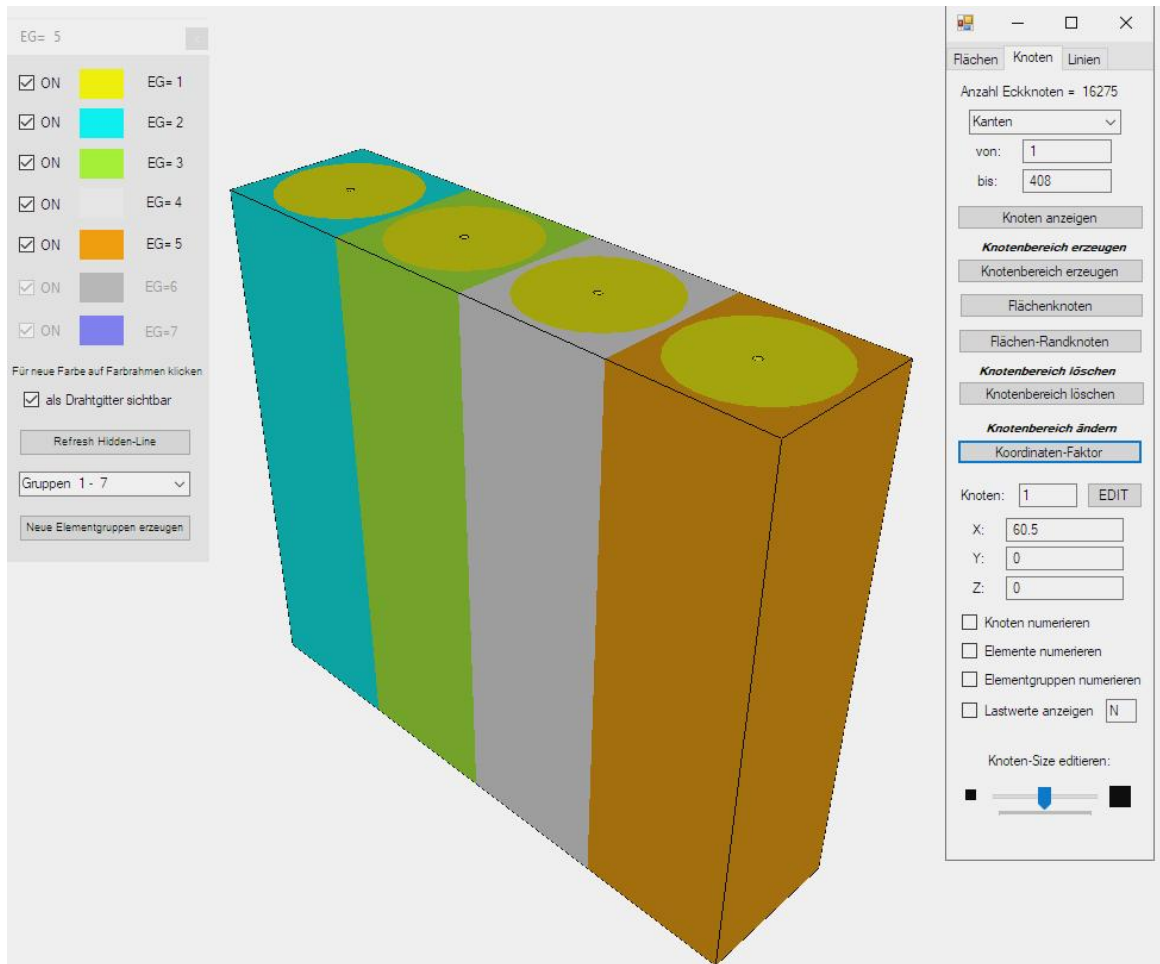 EG= 5
ON EG= 1
ON EG= 2
ON EG= 3
ON EG= 4
ON EG= 5
ON EG=6
ON EG=7
Für neue Farbe auf Farbrahmen klicken
als Drahtgitter sichtbar
Refresh Hidden-Line
Gruppen 1 - 7
Neue Elementgruppen erzeugen
Flächen Knoten Linien
Anzahl Eckknoten = 16275
Kanten
von: 1
bis: 408
Knoten anzeigen
Knotenbereich erzeugen
Knotenbereich erzeugen
Flächenknoten
Flächen-Randknoten
Knotenbereich löschen
Knotenbereich löschen
Knotenbereich ändern
Koordinaten-Faktor
Knoten: 1 EDIT
X: 60.5
Y: 0
Z: 0
Knoten numerieren
Elemente numerieren
Elementgruppen numerieren
Lastwerte anzeigen N
Knoten-Size editieren: